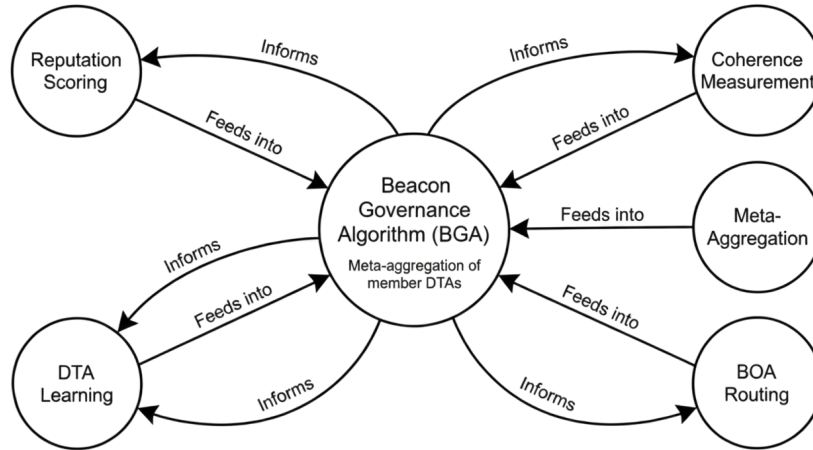 Reputation
Scoring
Informs
Feeds into
Informs
Feeds into
Coherence
Measurement
Beacon
Governance
Algorithm (BGA)
Meta-aggregation of
member DTAs
Feeds into
Meta-
Aggregation
Informs
Feeds into
DTA
Learning
Informs
Feeds into
Informs
BOA
Routing